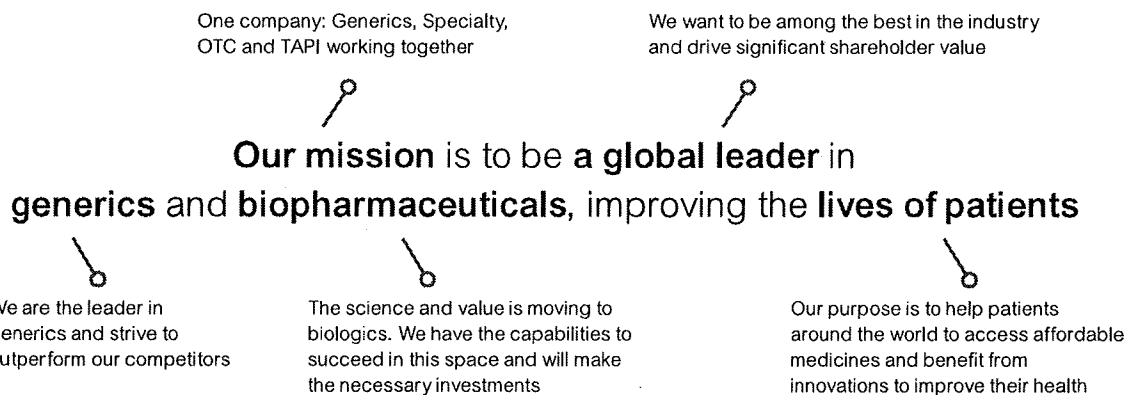 One company: Generics, Specialty,
OTC and TAPI working together
We want to be among the best in the industry
and drive significant shareholder value
Our mission is to be a global leader in
generics and biopharmaceuticals, improving the lives of patients
We are the leader in
enerics and strive to
utperform our competitors
The science and value is moving to
biologics. We have the capabilities to
succeed in this space and will make
the necessary investments
Our purpose is to help patients
around the world to access affordable
medicines and benefit from
innovations to improve their health